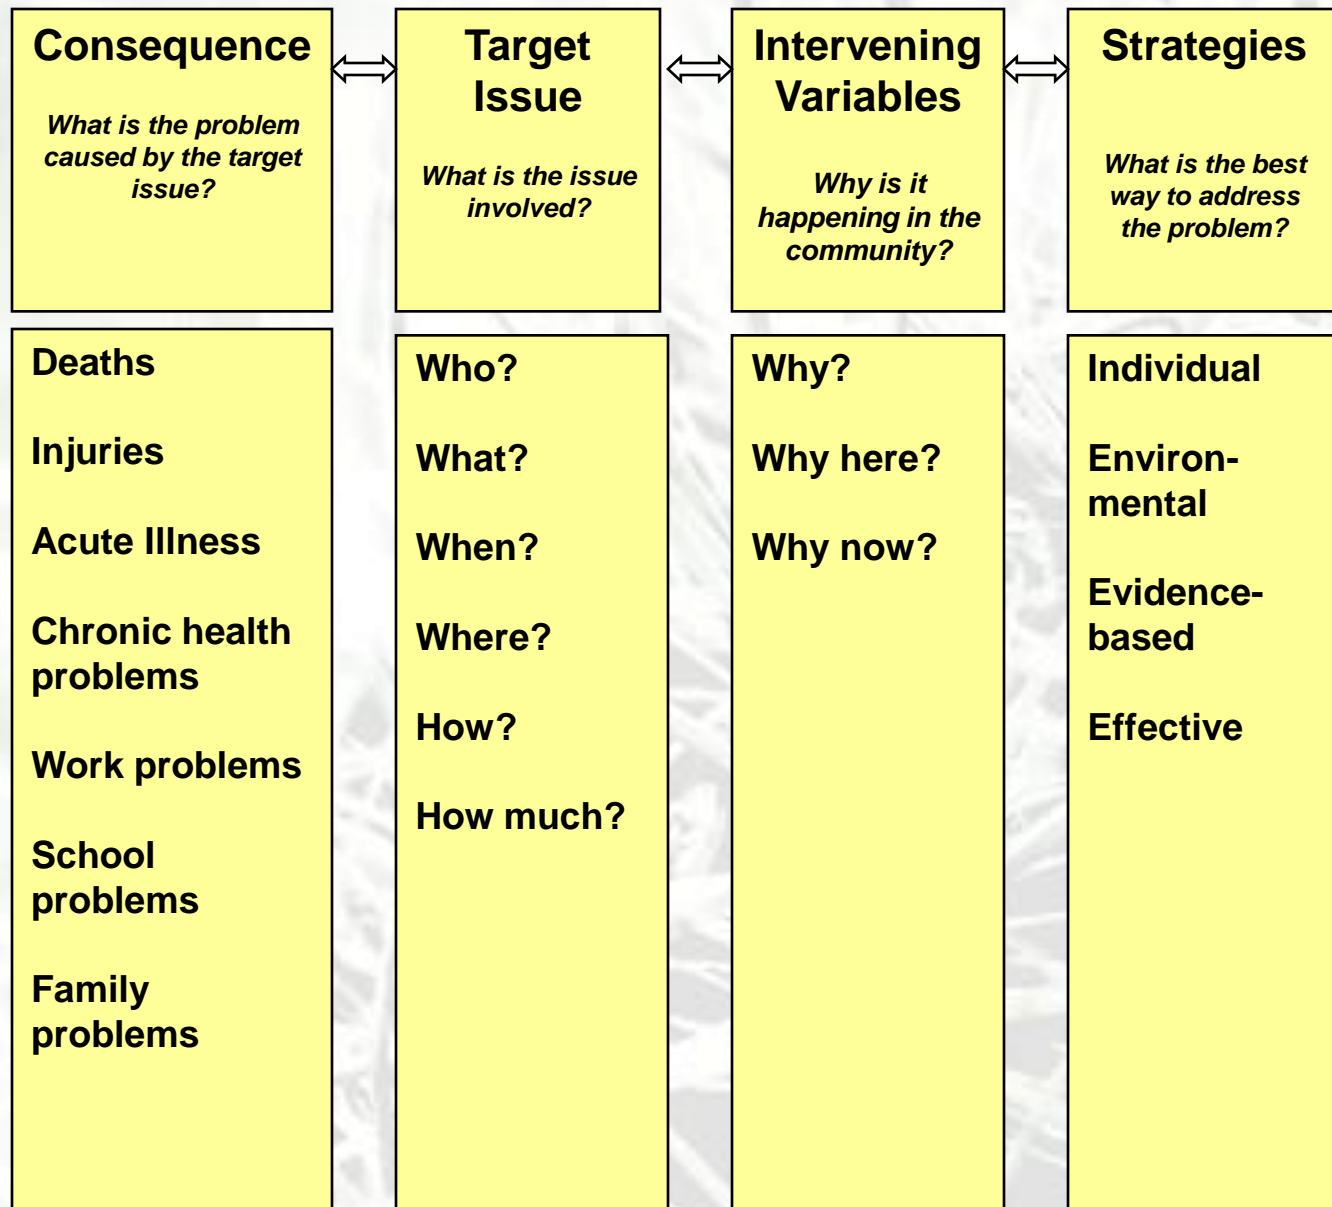 Consequence
What is the problem
caused by the target
issue?
Target
Issue
What is the issue
involved?
Intervening
Variables
Why is it
happening in the
community?
Strategies
What is the best
way to address
the problem?
Deaths
Injuries
Acute Illness
Chronic health
problems
Work problems
School
problems
Family
problems
Who?
What?
When?
Where?
How?
How much?
Why?
Why here?
Why now?
Individual
Environ-
mental
Evidence-
based
Effective